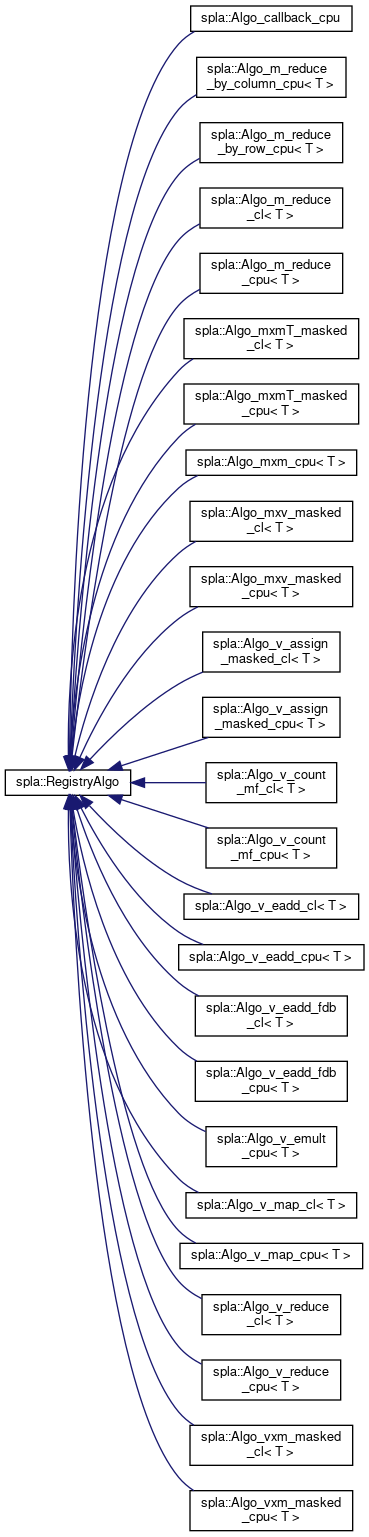 spla::Algo_callback_cpu
spla::Algo_m_reduce
_by_column_cpu< T >
spla::Algo_m_reduce
_by_row_cpu< T >
spla::Algo_m_reduce
_cl< T >
spla::Algo_m_reduce
_cpu< T >
spla::Algo_mxmT_masked
_cl< T >
spla::Algo_mxmT_masked
_cpu< T >
spla::Algo_mxm_cpu< T >
spla::Algo_mxv_masked
_cl< T >
spla::Algo_mxv_masked
_cpu< T >
spla::Algo_v_assign
_masked_cl< T >
spla::Algo_v_assign
_masked_cpu< T >
spla::RegistryAlgo
spla::Algo_v_count
_mf_cl< T >
spla::Algo_v_count
_mf_cpu< T >
spla::Algo_v_eadd_cl< T >
spla::Algo_v_eadd_cpu< T >
spla::Algo_v_eadd_fdb
_cl< T >
spla::Algo_v_eadd_fdb
_cpu< T >
spla::Algo_v_emult
_cpu< T >
spla::Algo_v_map_cl< T >
spla::Algo_v_map_cpu< T >
spla::Algo_v_reduce
_cl< T >
spla::Algo_v_reduce
_cpu< T >
spla::Algo_vxm_masked
_cl< T >
spla::Algo_vxm_masked
_cpu< T >